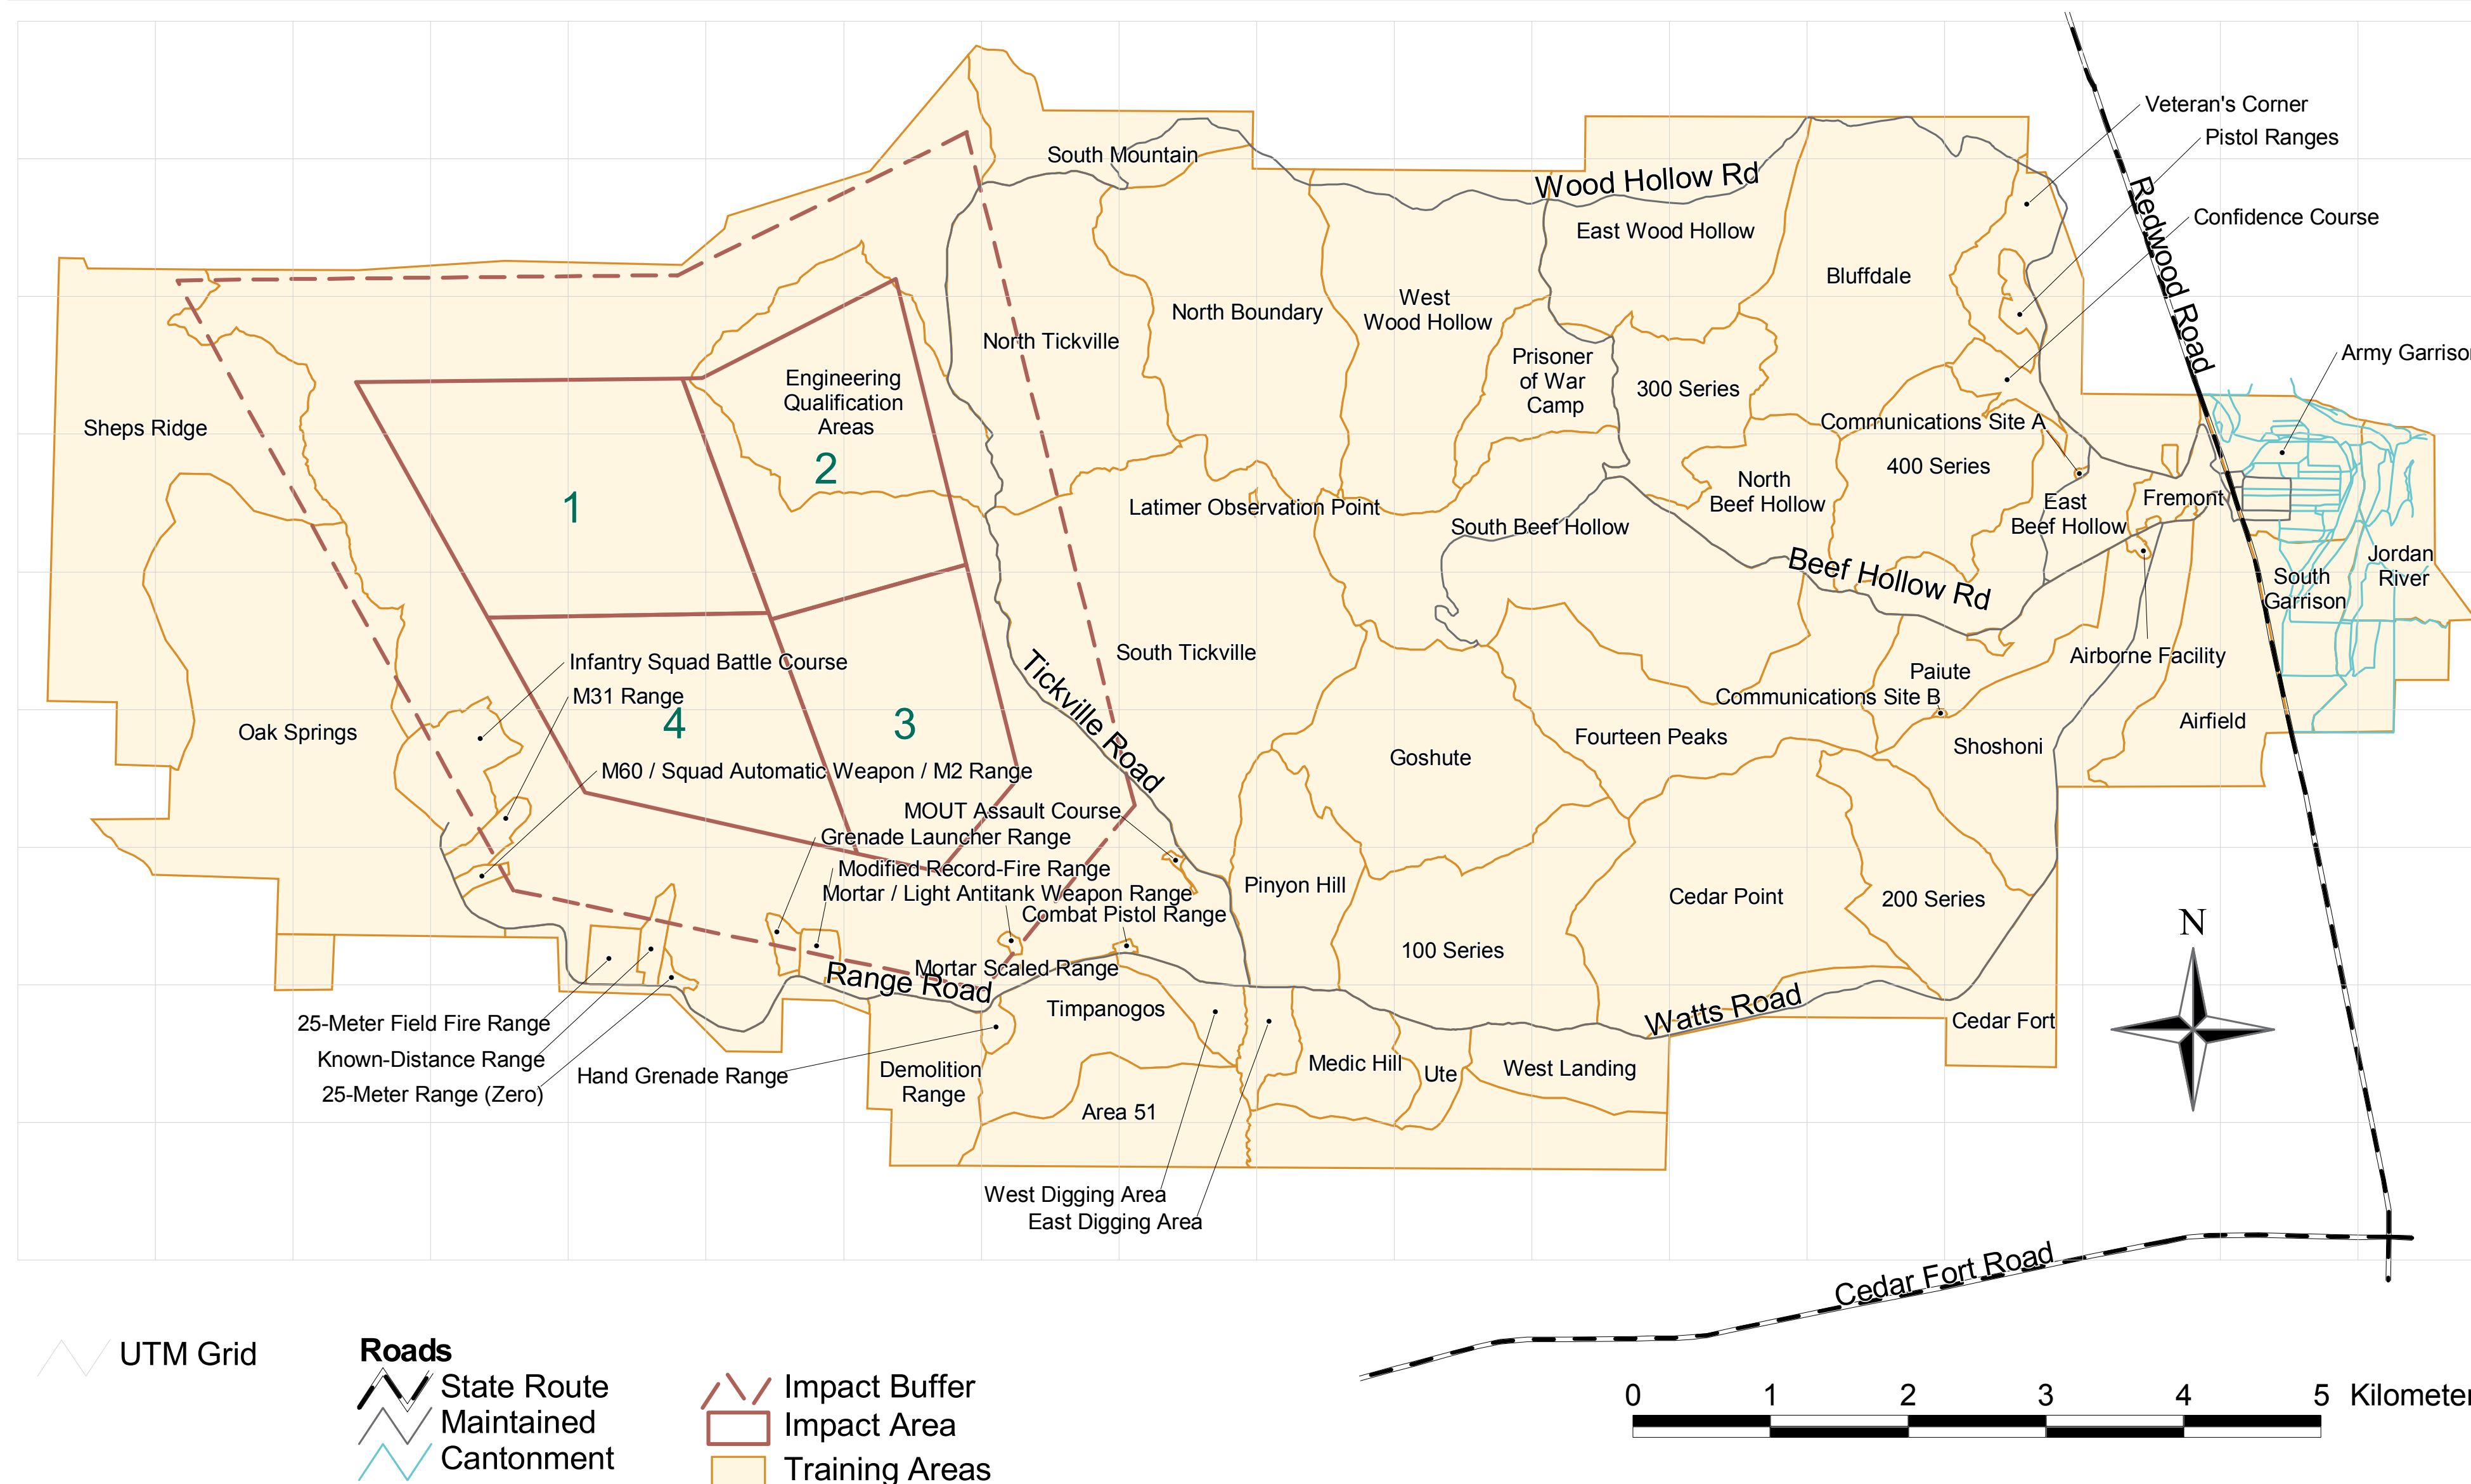 Veteran's Corner
Pistol Ranges
South Mountain
Wood Hollow Rd
Redwood Road
Confidence Course
East Wood Hollow
Bluffdale
North Boundary
West
Wood Hollow
North Tickville
Army Garrison
Prisoner
of War
Camp
300 Series
Engineering
Qualification
Areas
Sheps Ridge
Communications Site A
1
2
400 Series
North
Beef Hollow
Latimer Observation Point
South Beef Hollow
East
Beef Hollow
Fremont
Jordan
River
South
Garrison
Beef Hollow Rd
Infantry Squad Battle Course
M31 Range
South Tickville
Tickville Road
Airborne Facility
Paiute
Communications Site B
4
3
Oak Springs
Airfield
Fourteen Peaks
Shoshoni
Goshute
M60 / Squad Automatic Weapon / M2 Range
MOUT Assault Course
Grenade Launcher Range
Modified Record-Fire Range
Mortar / Light Antitank Weapon Range
Combat Pistol Range
Pinyon Hill
Cedar Point
200 Series
100 Series
N
Mortar Scaled Range
Range Road
Timpanogos
Watts Road
Cedar Fort
25-Meter Field Fire Range
Known-Distance Range
25-Meter Range (Zero)
Hand Grenade Range
Demolition
Range
Medic Hill
Ute
West Landing
Area 51
West Digging Area
East Digging Area
Cedar Fort Road
UTM Grid
Roads
State Route
Maintained
Cantonment
Impact Buffer
Impact Area
Training Areas
0 1 2 3 4 5 Kilometer